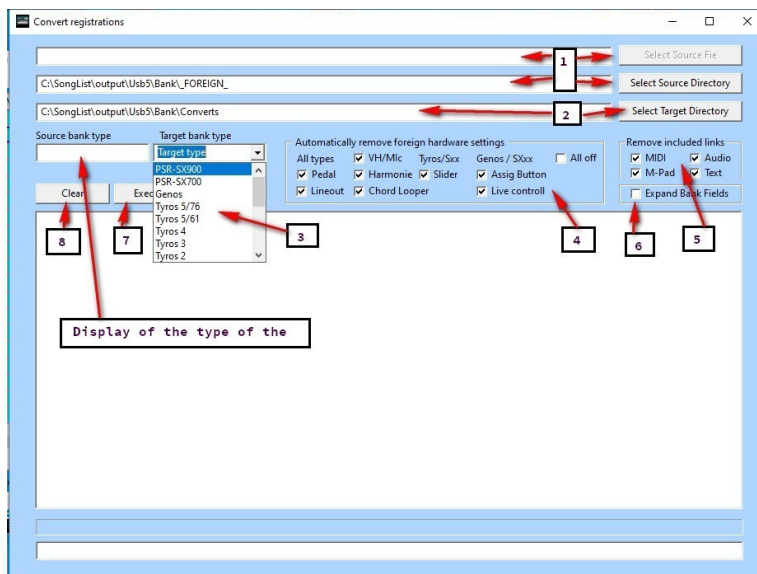 Convert registrations
1
Select Source Fie
C:\SongList\output\Usb5\Bank\_FOREIGN_
Select Source Directory
C:\SongList\output\Usb5\Bank\Converts
2
Select Target Directory
Source bank type
Target bank type
Target type
Automatically remove foreign hardware settings
All types
VH/MIc
Tyros/Sxx
Genos / SXxx
All off
Pedal
Harmonie
Slider
Assig Button
Lineout
Chord Looper
Live controll
Remove included links
MIDI
Audio
M-Pad
Text
Expand Bank Fields
PSR-SX900
PSR-SX700
Genos
Tyros 5/76
Tyros 5/61
Tyros 4
Tyros 3
Tyros 2
Clear
Exec
8
7
3
4
6
5
Display of the type of the